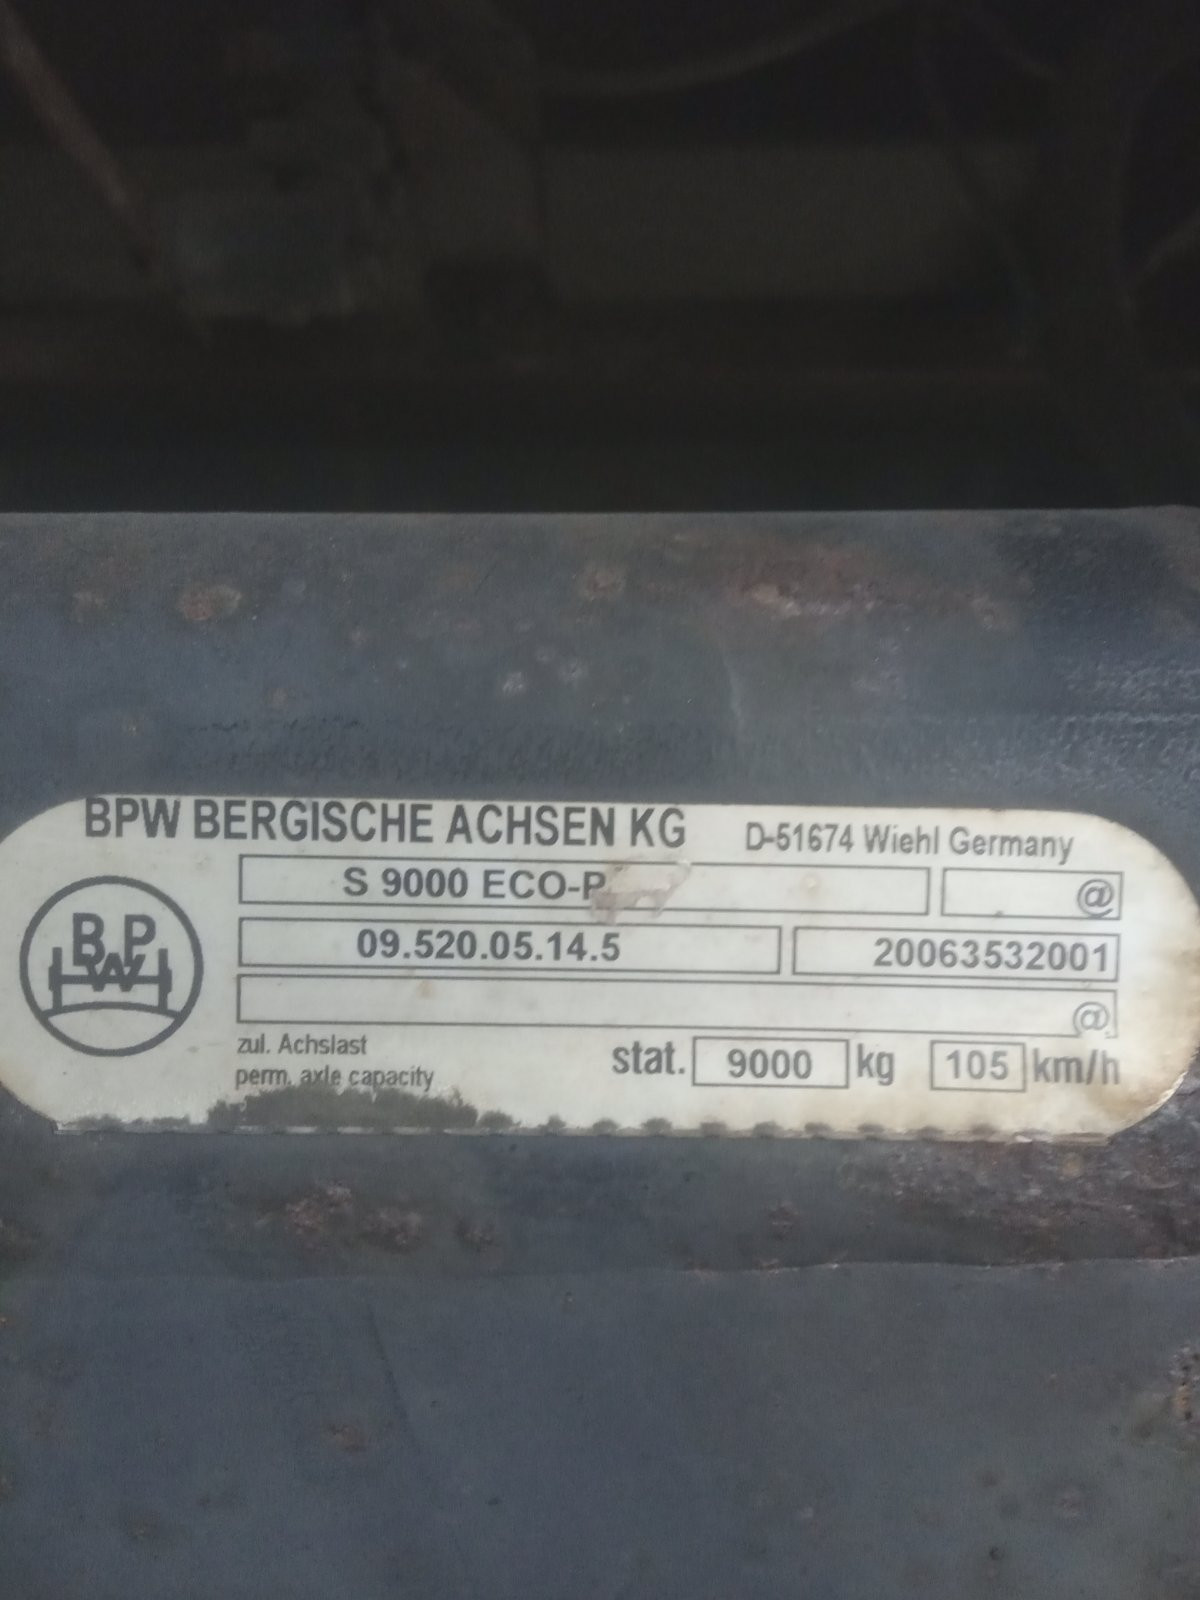 BPW BERGISCHE ACHSEN KG D-51674 Wiehl Germany
S 9000 ECO-P @
BPW
09.520.05.14.5 20063532001
@
zul. Achslast
perm. axle capacity stat. 9000 kg 105 km/h